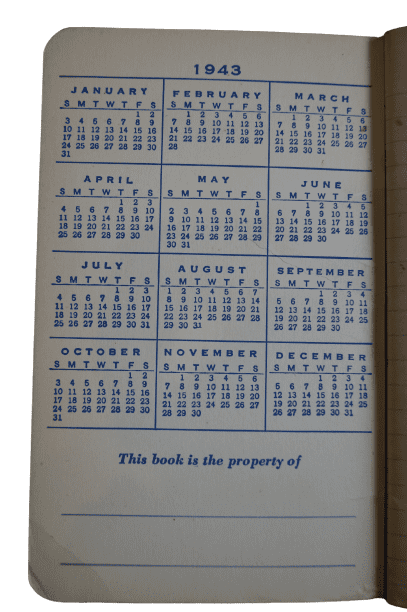 1943
JANUARY
S M T W T F S
1 2
3 4 5 6 7 8 9
10 11 12 13 14 15 16
17 18 19 20 21 22 23
24 25 26 27 28 29 30
31
FEBRUARY
S M T W T F S
1 2 3 4 5 6
7 8 9 10 11 12 13
14 15 16 17 18 19 20
21 22 23 24 25 26 27
28
MARCH
S M T W T F S
1 2 3 4 5 6
7 8 9 10 11 12 13
14 15 16 17 18 19 20
21 22 23 24 25 26 27
28 29 30 31
APRIL
S M T W T F S
1 2 3
4 5 6 7 8 9 10
11 12 13 14 15 16 17
18 19 20 21 22 23 24
25 26 27 28 29 30
MAY
S M T W T F S
1
2 3 4 5 6 7 8
9 10 11 12 13 14 15
16 17 18 19 20 21 22
23 24 25 26 27 28 29
30 31
JUNE
S M T W T F S
1 2 3 4 5
6 7 8 9 10 11 12
13 14 15 16 17 18 19
20 21 22 23 24 25 26
27 28 29 30
JULY
S M T W T F S
1 2 3
4 5 6 7 8 9 10
11 12 13 14 15 16 17
18 19 20 21 22 23 24
25 26 27 28 29 30 31
AUGUST
S M T W T F S
1 2 3 4 5 6 7
8 9 10 11 12 13 14
15 16 17 18 19 20 21
22 23 24 25 26 27 28
29 30 31
SEPTEMBER
S M T W T F S
1 2 3 4
5 6 7 8 9 10 11
12 13 14 15 16 17 18
19 20 21 22 23 24 25
26 27 28 29 30
OCTOBER
S M T W T F S
1 2
3 4 5 6 7 8 9
10 11 12 13 14 15 16
17 18 19 20 21 22 23
24 25 26 27 28 29 30
31
NOVEMBER
S M T W T F S
1 2 3 4 5 6
7 8 9 10 11 12 13
14 15 16 17 18 19 20
21 22 23 24 25 26 27
28 29 30
DECEMBER
S M T W T F S
1 2 3 4
5 6 7 8 9 10 11
12 13 14 15 16 17 18
19 20 21 22 23 24 25
26 27 28 29 30 31
This book is the property of